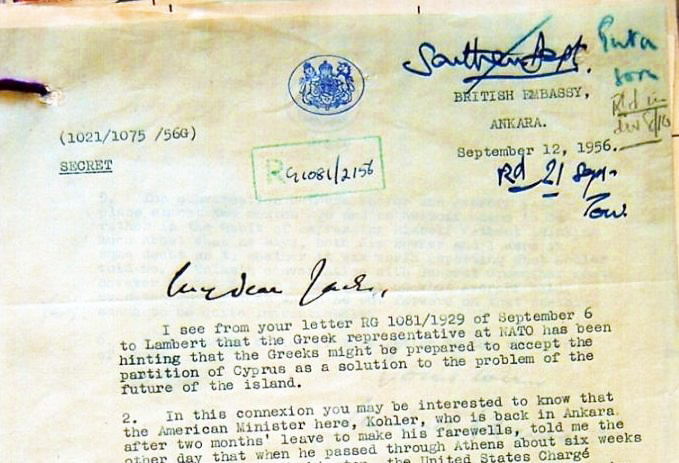 Southern Dept.
BRITISH EMBASSY,
ANKARA.
(1021/1075 /56G)
September 12, 1956.
SECRET
Rd 21 Sept.
RG1081/2156
My dear Jack,
I see from your letter RG 1081/1929 of September 6
to Lambert that the Greek representative at NATO has been
hinting that the Greeks might be prepared to accept the
partition of Cyprus as a solution to the problem of the
future of the island.
2. In this connexion you may be interested to know that
the American Minister here, Kohler, who is back in Ankara
after two months' leave to make his farewells, told me the
other day that when he passed through Athens about six weeks
the United States Chargé